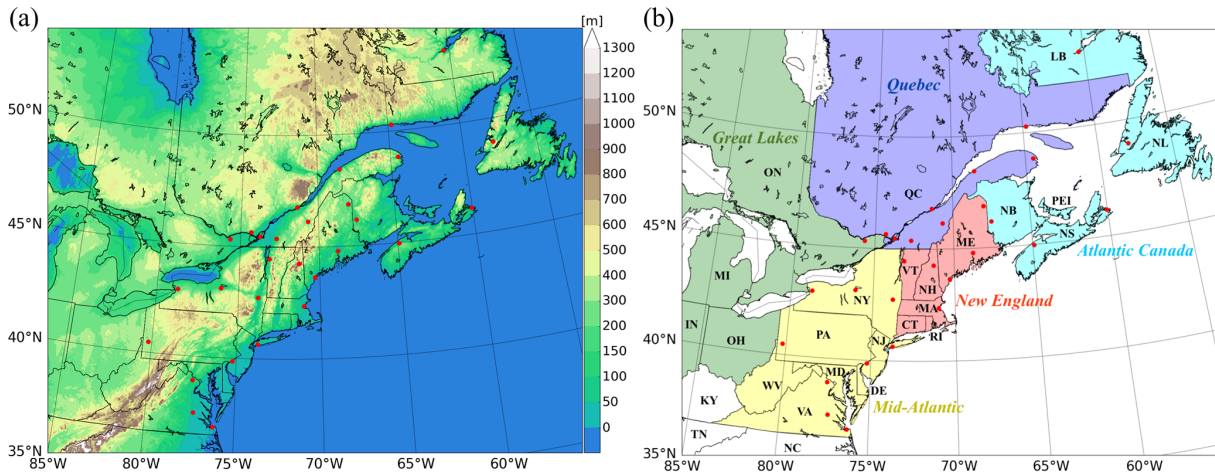 (a)
[m]
1300
1200
1100
1000
900
800
700
600
500
400
300
200
100
0
50°N
45°N
40°N
35°N
85°W
80°W
75°W
70°W
65°W
60°W
(b)
LB
Quebec
50°N
Great Lakes
ON
NL
QC
NB
PEI
45°N
ME
NS
Atlantic Canada
MI
VT
NY
NH
New England
MA
IN
CT
RI
40°N
OH
PA
NJ
MD
WV
DE
KY
VA
Mid-Atlantic
TN
NC
35°N
85°W
80°W
75°W
70°W
65°W
60°W